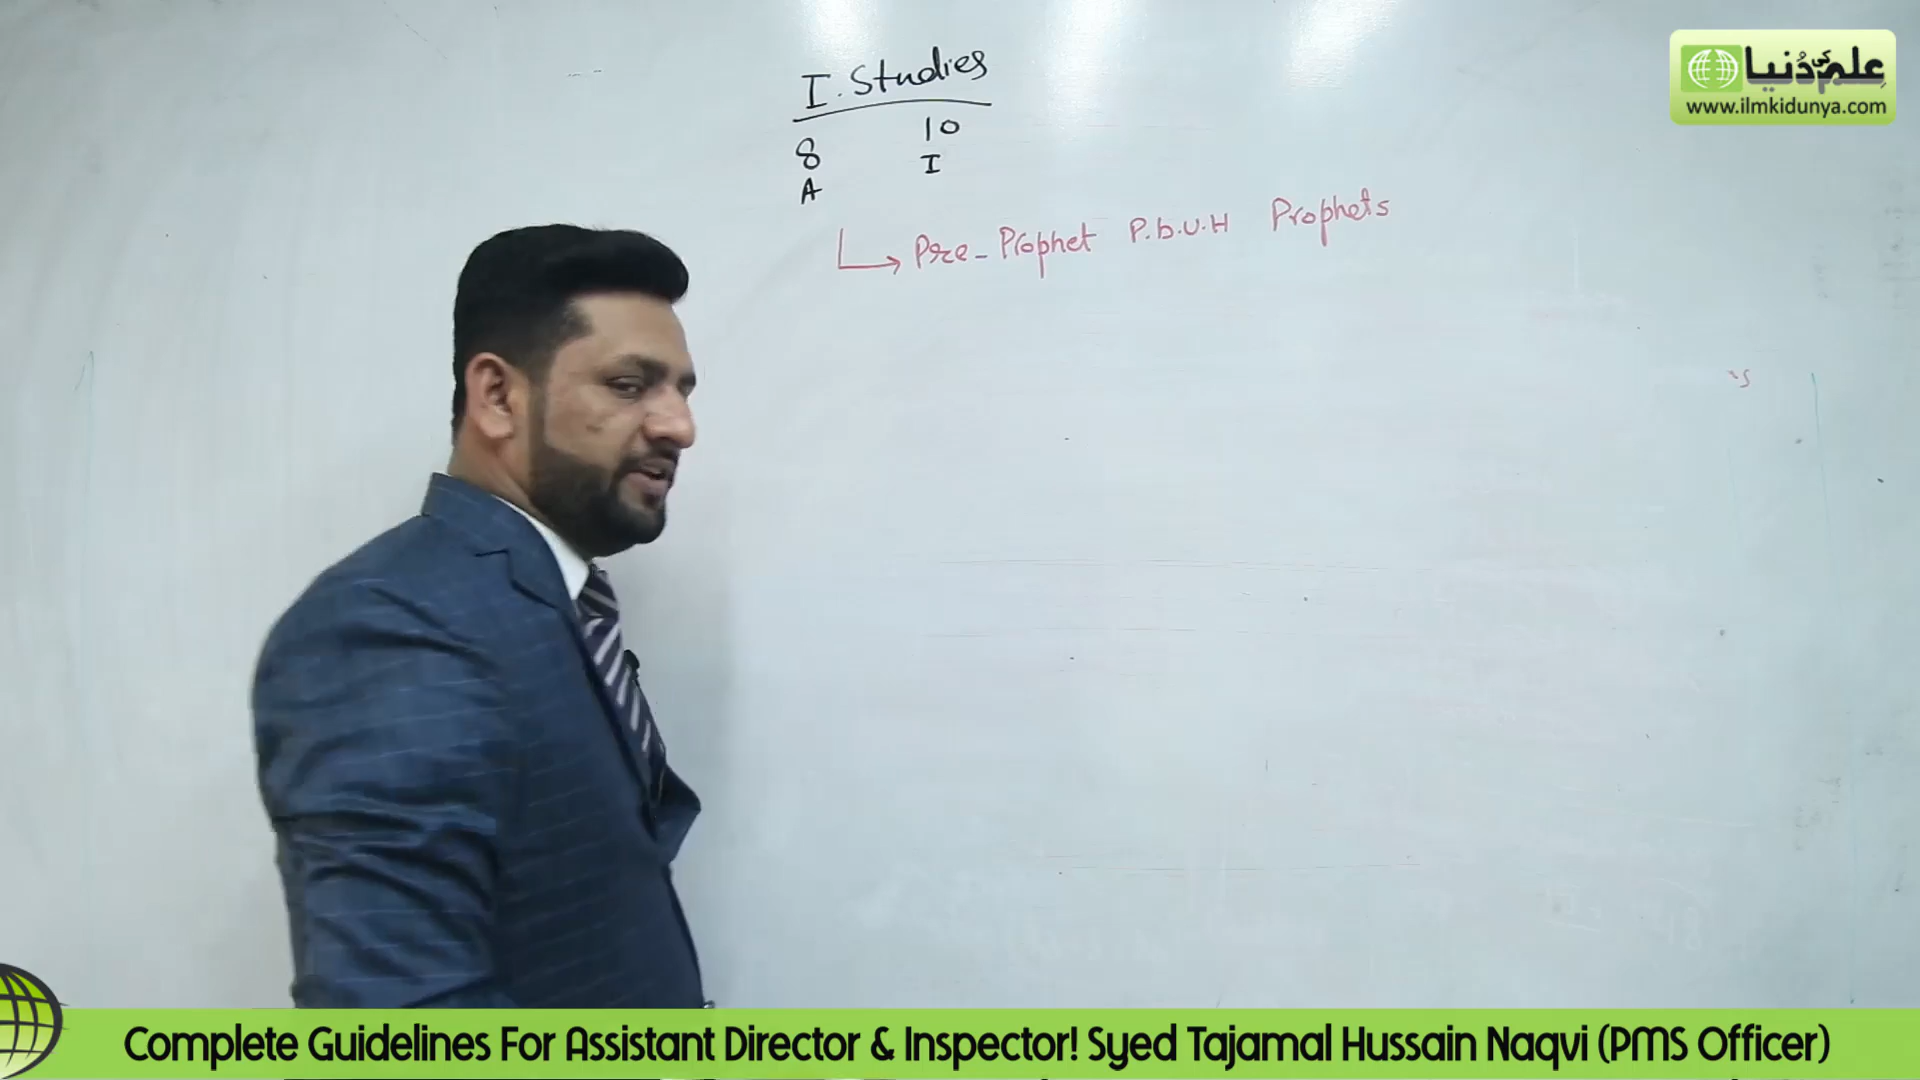 I. Studies
8 10
A I
Pre-Prophet P.b.U.H Prophets
علم کی دُنیا
www.ilmkidunya.com
Complete Guidelines For Assistant Director & Inspector! Syed Tajamal Hussain Naqvi (PMS Officer)